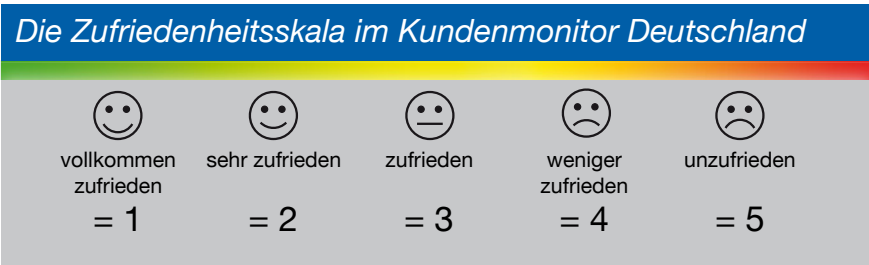 Die Zufriedenheitsskala im Kundenmonitor Deutschland
vollkommen zufrieden
= 1
sehr zufrieden
= 2
zufrieden
= 3
weniger zufrieden
= 4
unzufrieden
= 5